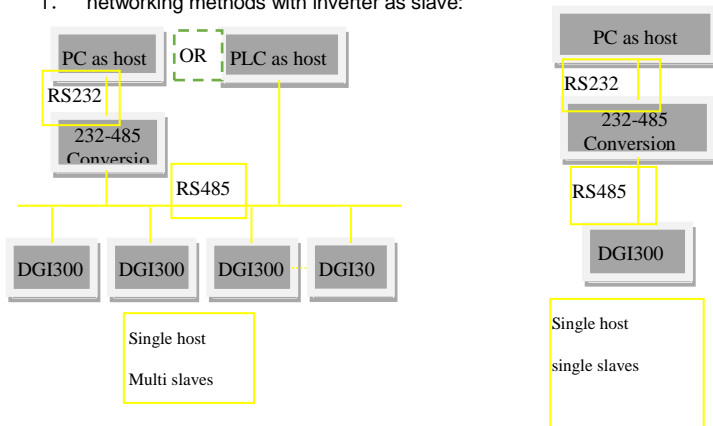 1. networking methods with inverter as slave:
PC as host
OR
PLC as host
RS232
232-485
Conversio
RS485
DGI300
DGI300
DGI300
DGI30
Single host
Multi slaves
PC as host
RS232
232-485
Conversion
RS485
DGI300
Single host
single slaves